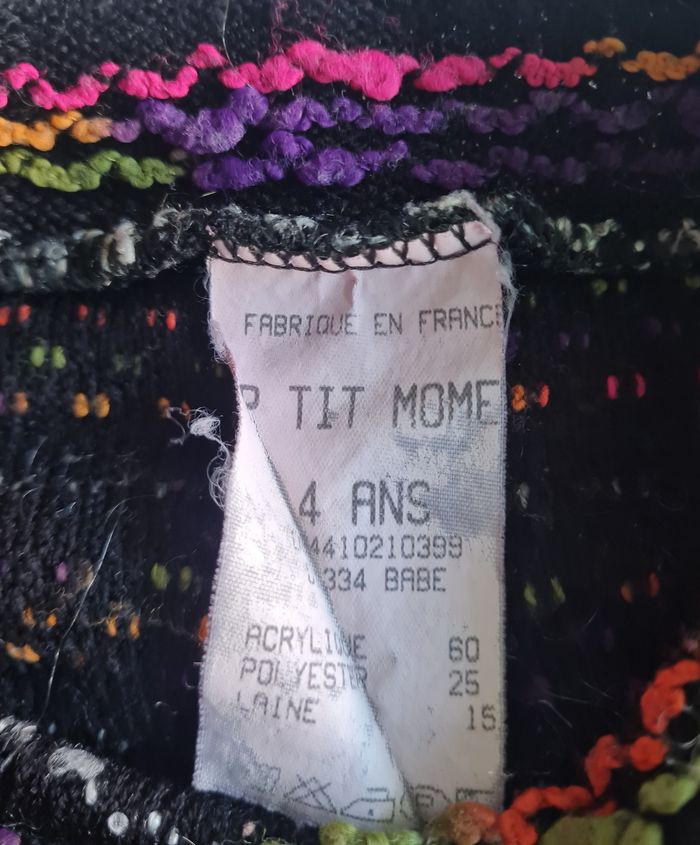 FABRIQUE EN FRANCE
P TIT MOME
4 ANS
4410210399
334 BABE
ACRYLIQUE 60
POLYESTER 25
LAINE 15